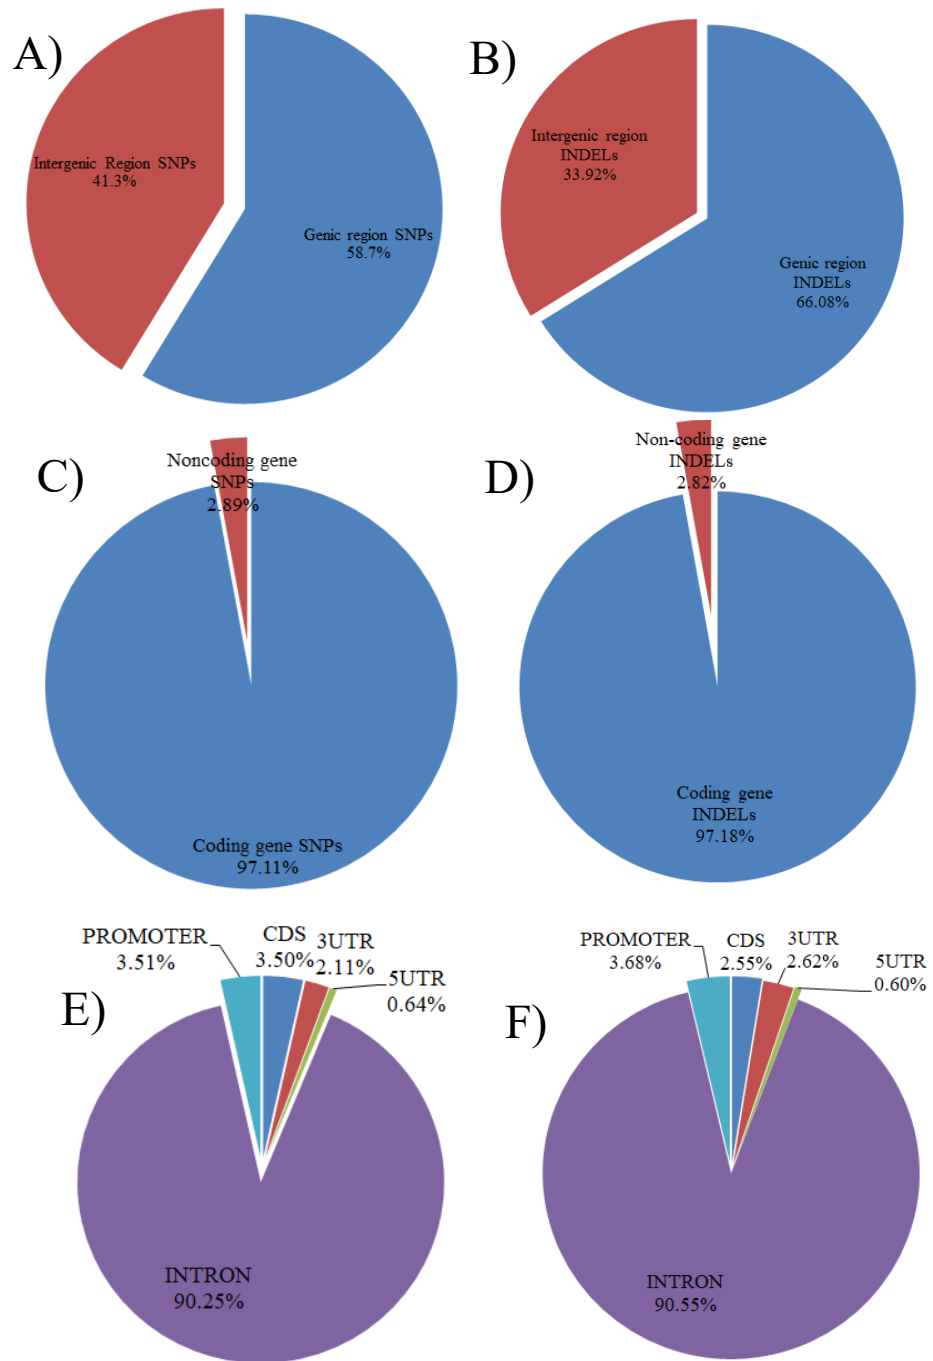 A)
Intergenic Region SNPs
41.3%
Genic region SNPs
58.7%
B)
Intergenic region
INDELs
33.92%
Genic region
INDELs
66.08%
C)
Noncoding gene
SNPs
2.89%
Coding gene SNPs
97.11%
D)
Non-coding gene
INDELs
2.82%
Coding gene
INDELs
97.18%
E)
PROMOTER
3.51%
CDS
3.50%
3UTR
2.11%
5UTR
0.64%
INTRON
90.25%
F)
PROMOTER
3.68%
CDS
2.55%
3UTR
2.62%
5UTR
0.60%
INTRON
90.55%